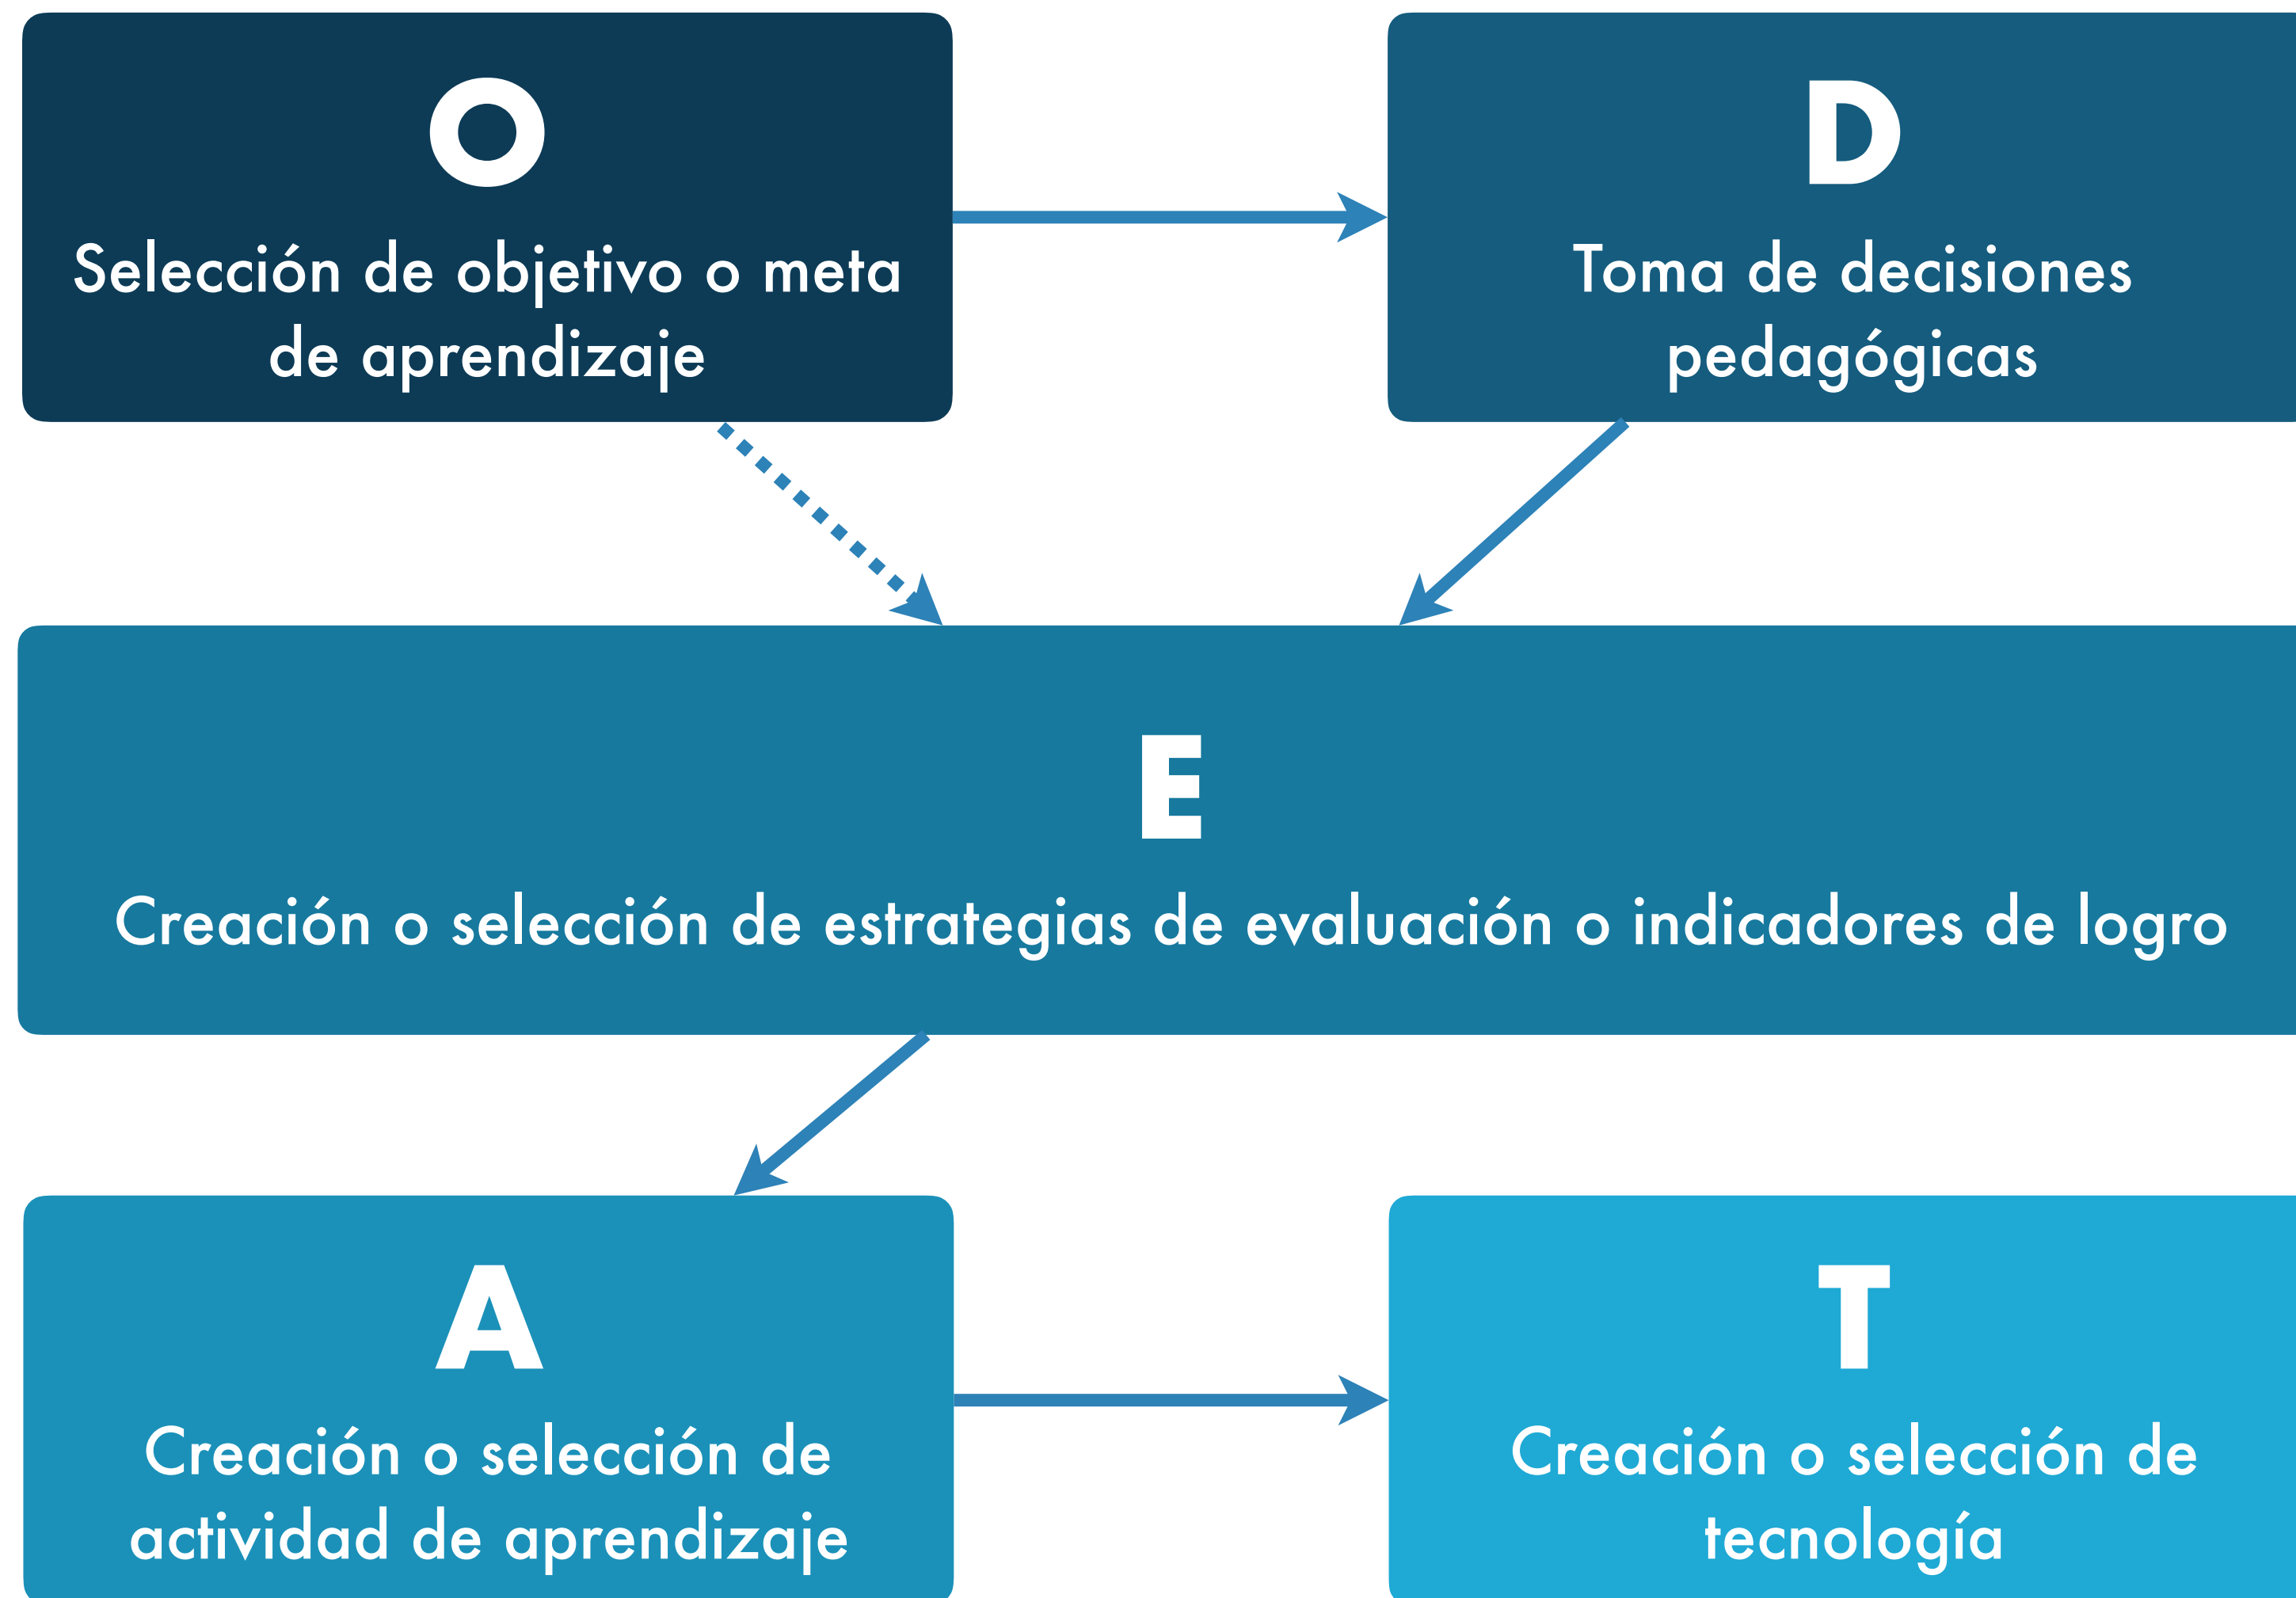 O
Selección de objetivo o meta
de aprendizaje
D
Toma de decisiones
pedagógicas
E
Creación o selección de estrategias de evaluación o indicadores de logro
A
Creación o selección de
actividad de aprendizaje
T
Creación o selección de
tecnología